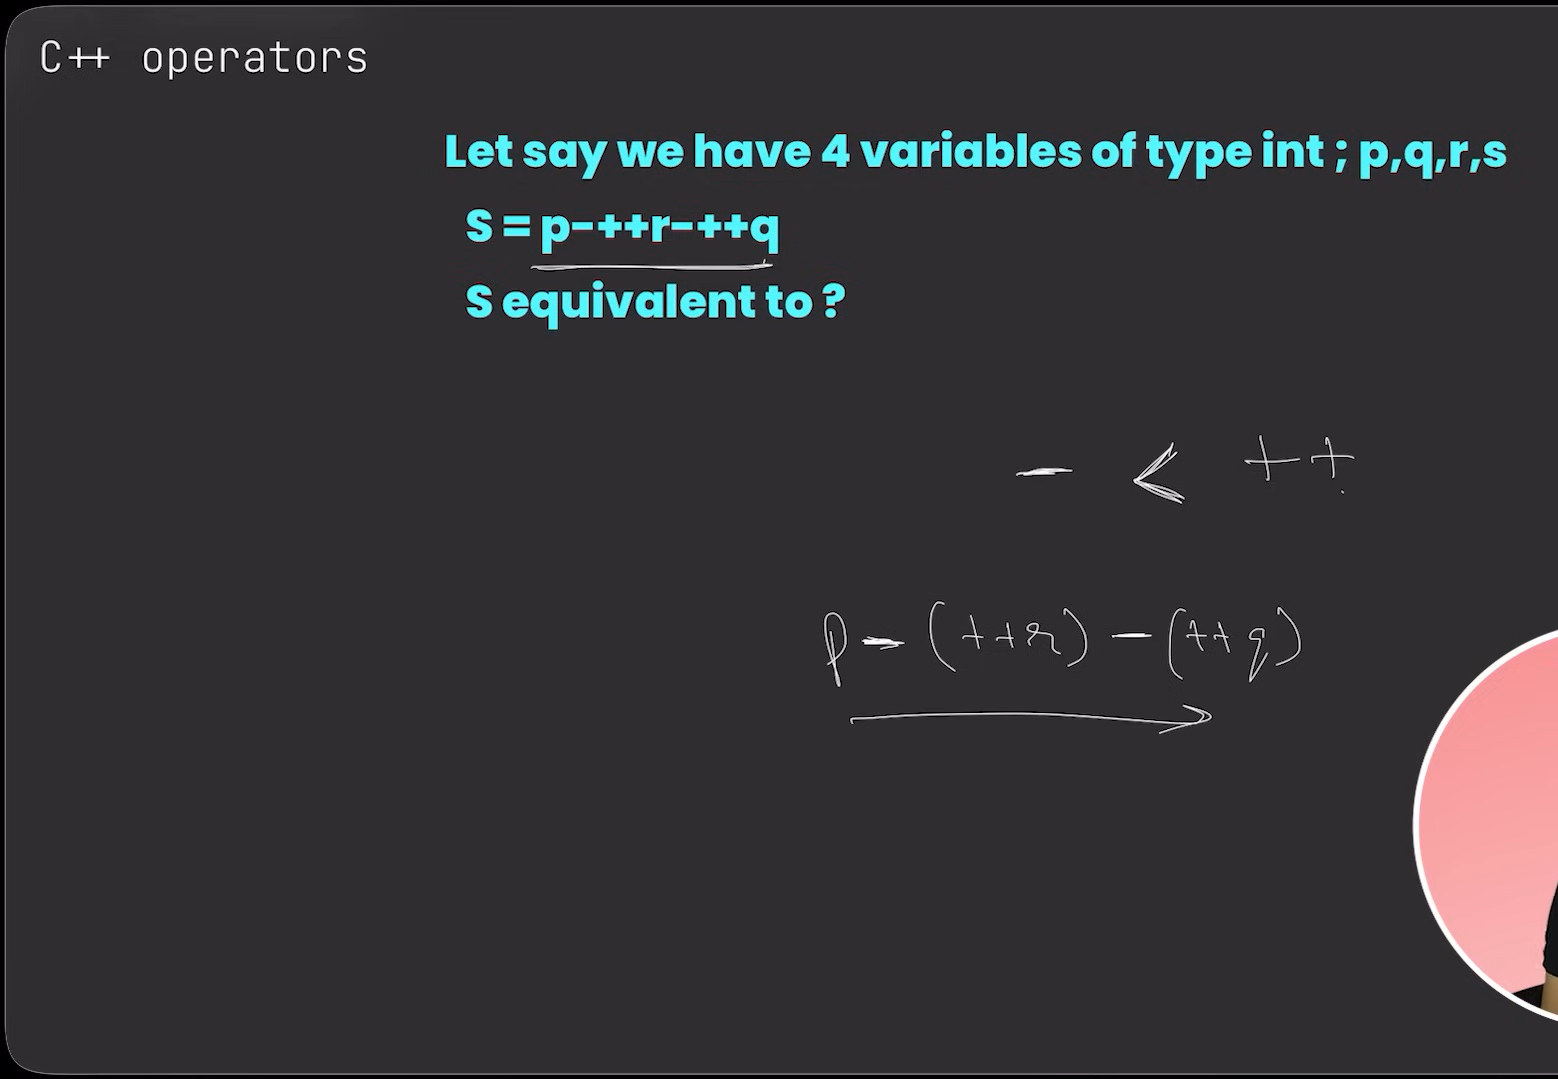 C++ operators
Let say we have 4 variables of type int ; p,q,r,s
S = p-++r-++q
S equivalent to ?
- < ++
p - (++r) - (++q)